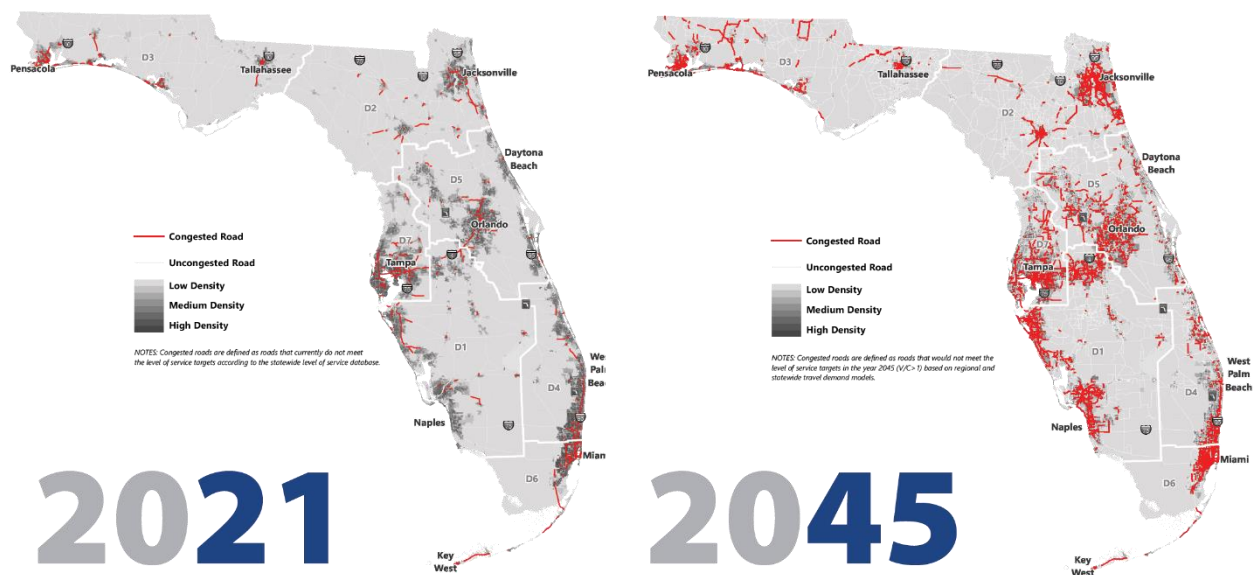 Pensacola
D3
Tallahassee
Jacksonville
D2
Daytona
Beach
D5
Orlando
D7
Tampa
Congested Road
Uncongested Road
Low Density
Medium Density
High Density
NOTES: Congested roads are defined as roads that currently do not meet
the level of service targets according to the statewide level of service database.
D1
West
Palm
Beach
D4
Naples
Miami
D6
Key
West
2021
Pensacola
D3
Tallahassee
Jacksonville
D2
Daytona
Beach
D5
Orlando
D7
Tampa
Congested Road
Uncongested Road
Low Density
Medium Density
High Density
NOTES: Congested roads are defined as roads that would not meet the
level of service targets in the year 2045 (V/C>1) based on regional and
statewide travel demand models.
D1
West
Palm
Beach
D4
Naples
Miami
D6
Key
West
2045